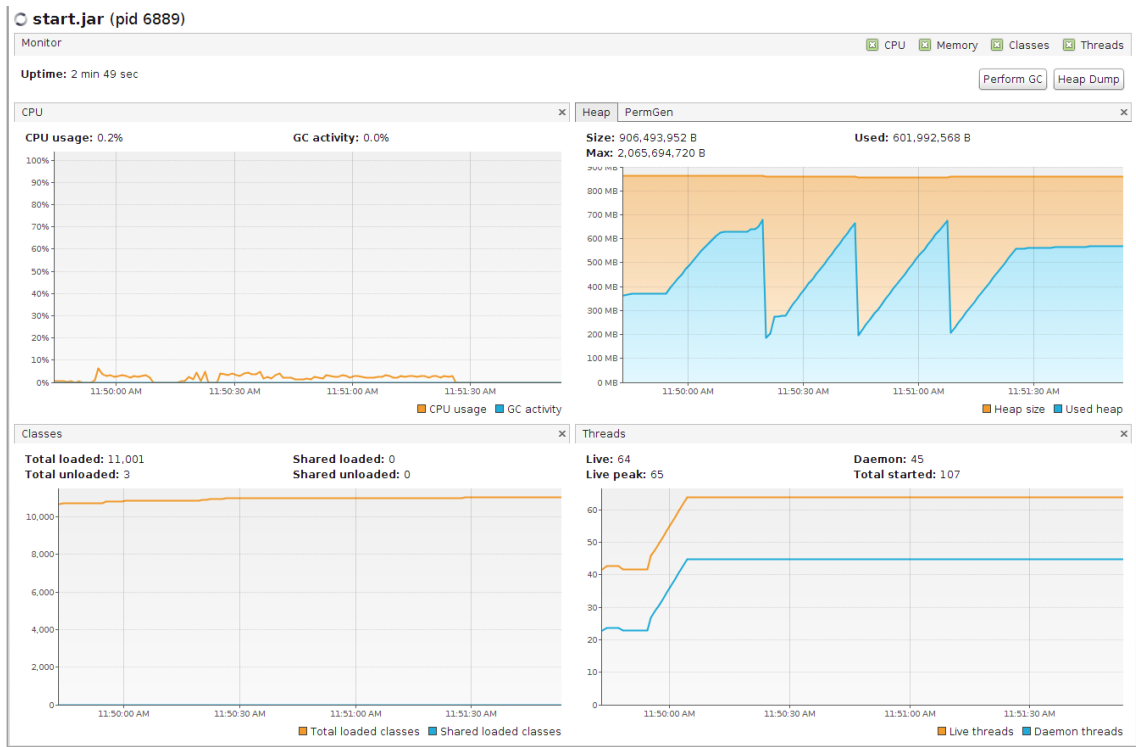 start.jar (pid 6889)
Monitor
CPU Memory Classes Threads
Uptime: 2 min 49 sec
Perform GC Heap Dump
CPU
CPU usage: 0.2% GC activity: 0.0%
100%
90%
80%
70%
60%
50%
40%
30%
20%
10%
0%
11:50:00 AM 11:50:30 AM 11:51:00 AM 11:51:30 AM
CPU usage GC activity
Heap PermGen
Size: 906,493,952 B Used: 601,992,568 B
Max: 2,065,694,720 B
900 MB
800 MB
700 MB
600 MB
500 MB
400 MB
300 MB
200 MB
100 MB
0 MB
11:50:00 AM 11:50:30 AM 11:51:00 AM 11:51:30 AM
Heap size Used heap
Classes
Total loaded: 11,001 Shared loaded: 0
Total unloaded: 3 Shared unloaded: 0
10,000
8,000
6,000
4,000
2,000
0
11:50:00 AM 11:50:30 AM 11:51:00 AM 11:51:30 AM
Total loaded classes Shared loaded classes
Threads
Live: 64 Daemon: 45
Live peak: 65 Total started: 107
60
50
40
30
20
10
0
11:50:00 AM 11:50:30 AM 11:51:00 AM 11:51:30 AM
Live threads Daemon threads